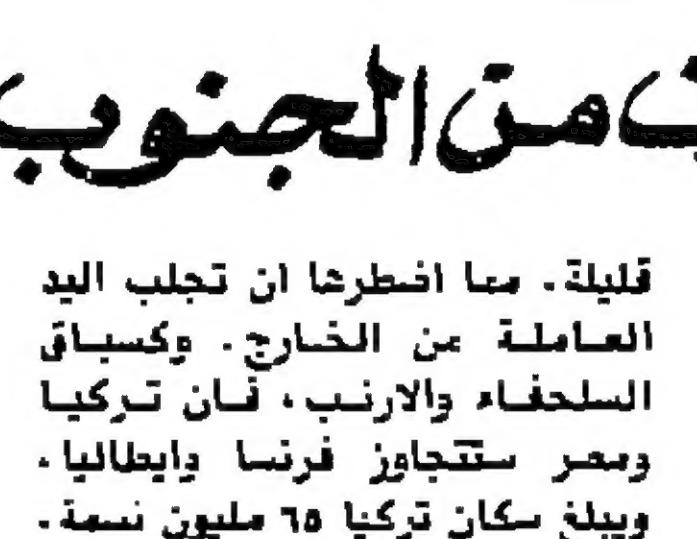 من الجنوب
قليلة. مما اضطرها ان تجلب اليد
العاملة من الخارج. وكسباق
السلحفاء والارنب، فان تركيا
ومصر ستتجاوز فرنسا وايطاليا.
ويبلغ سكان تركيا ٦٥ مليون نسمة.